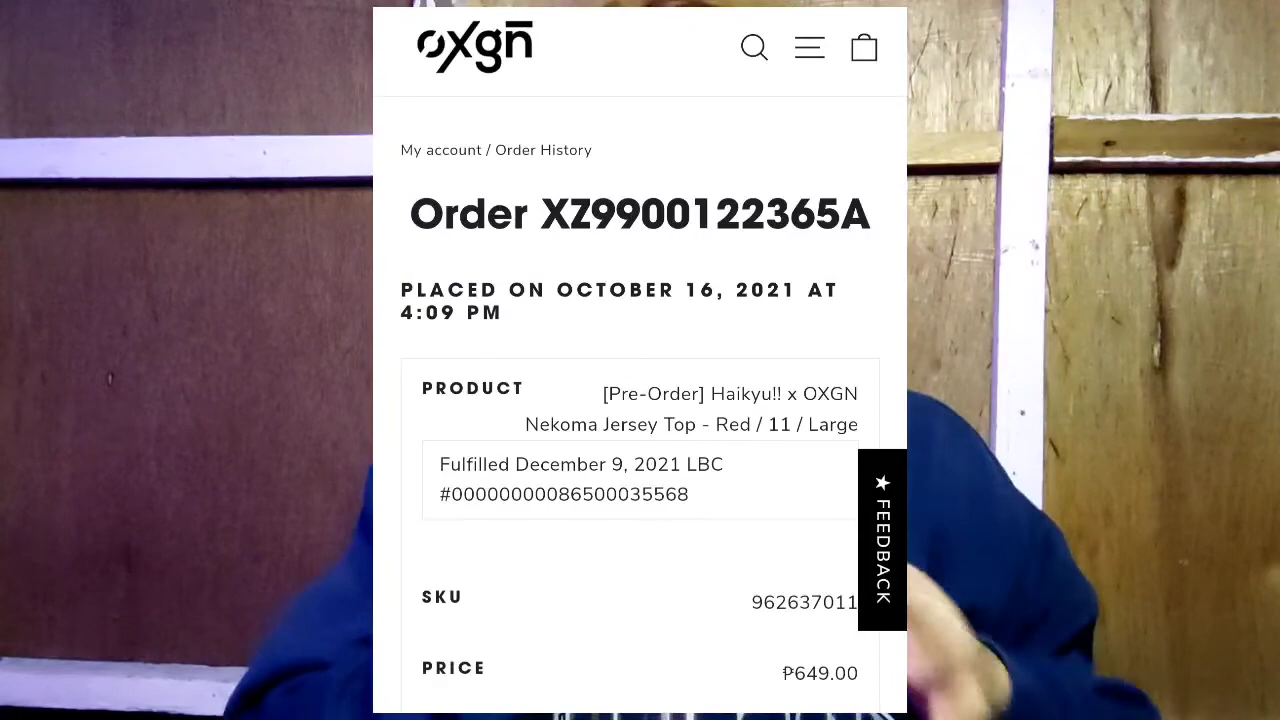 oxgn
My account / Order History
Order XZ9900122365A
PLACED ON OCTOBER 16, 2021 AT
4:09 PM
PRODUCT
[Pre-Order] Haikyu!! x OXGN
Nekoma Jersey Top - Red / 11 / Large
Fulfilled December 9, 2021 LBC
#00000000086500035568
★ FEEDBACK
SKU
962637011
PRICE
₱649.00